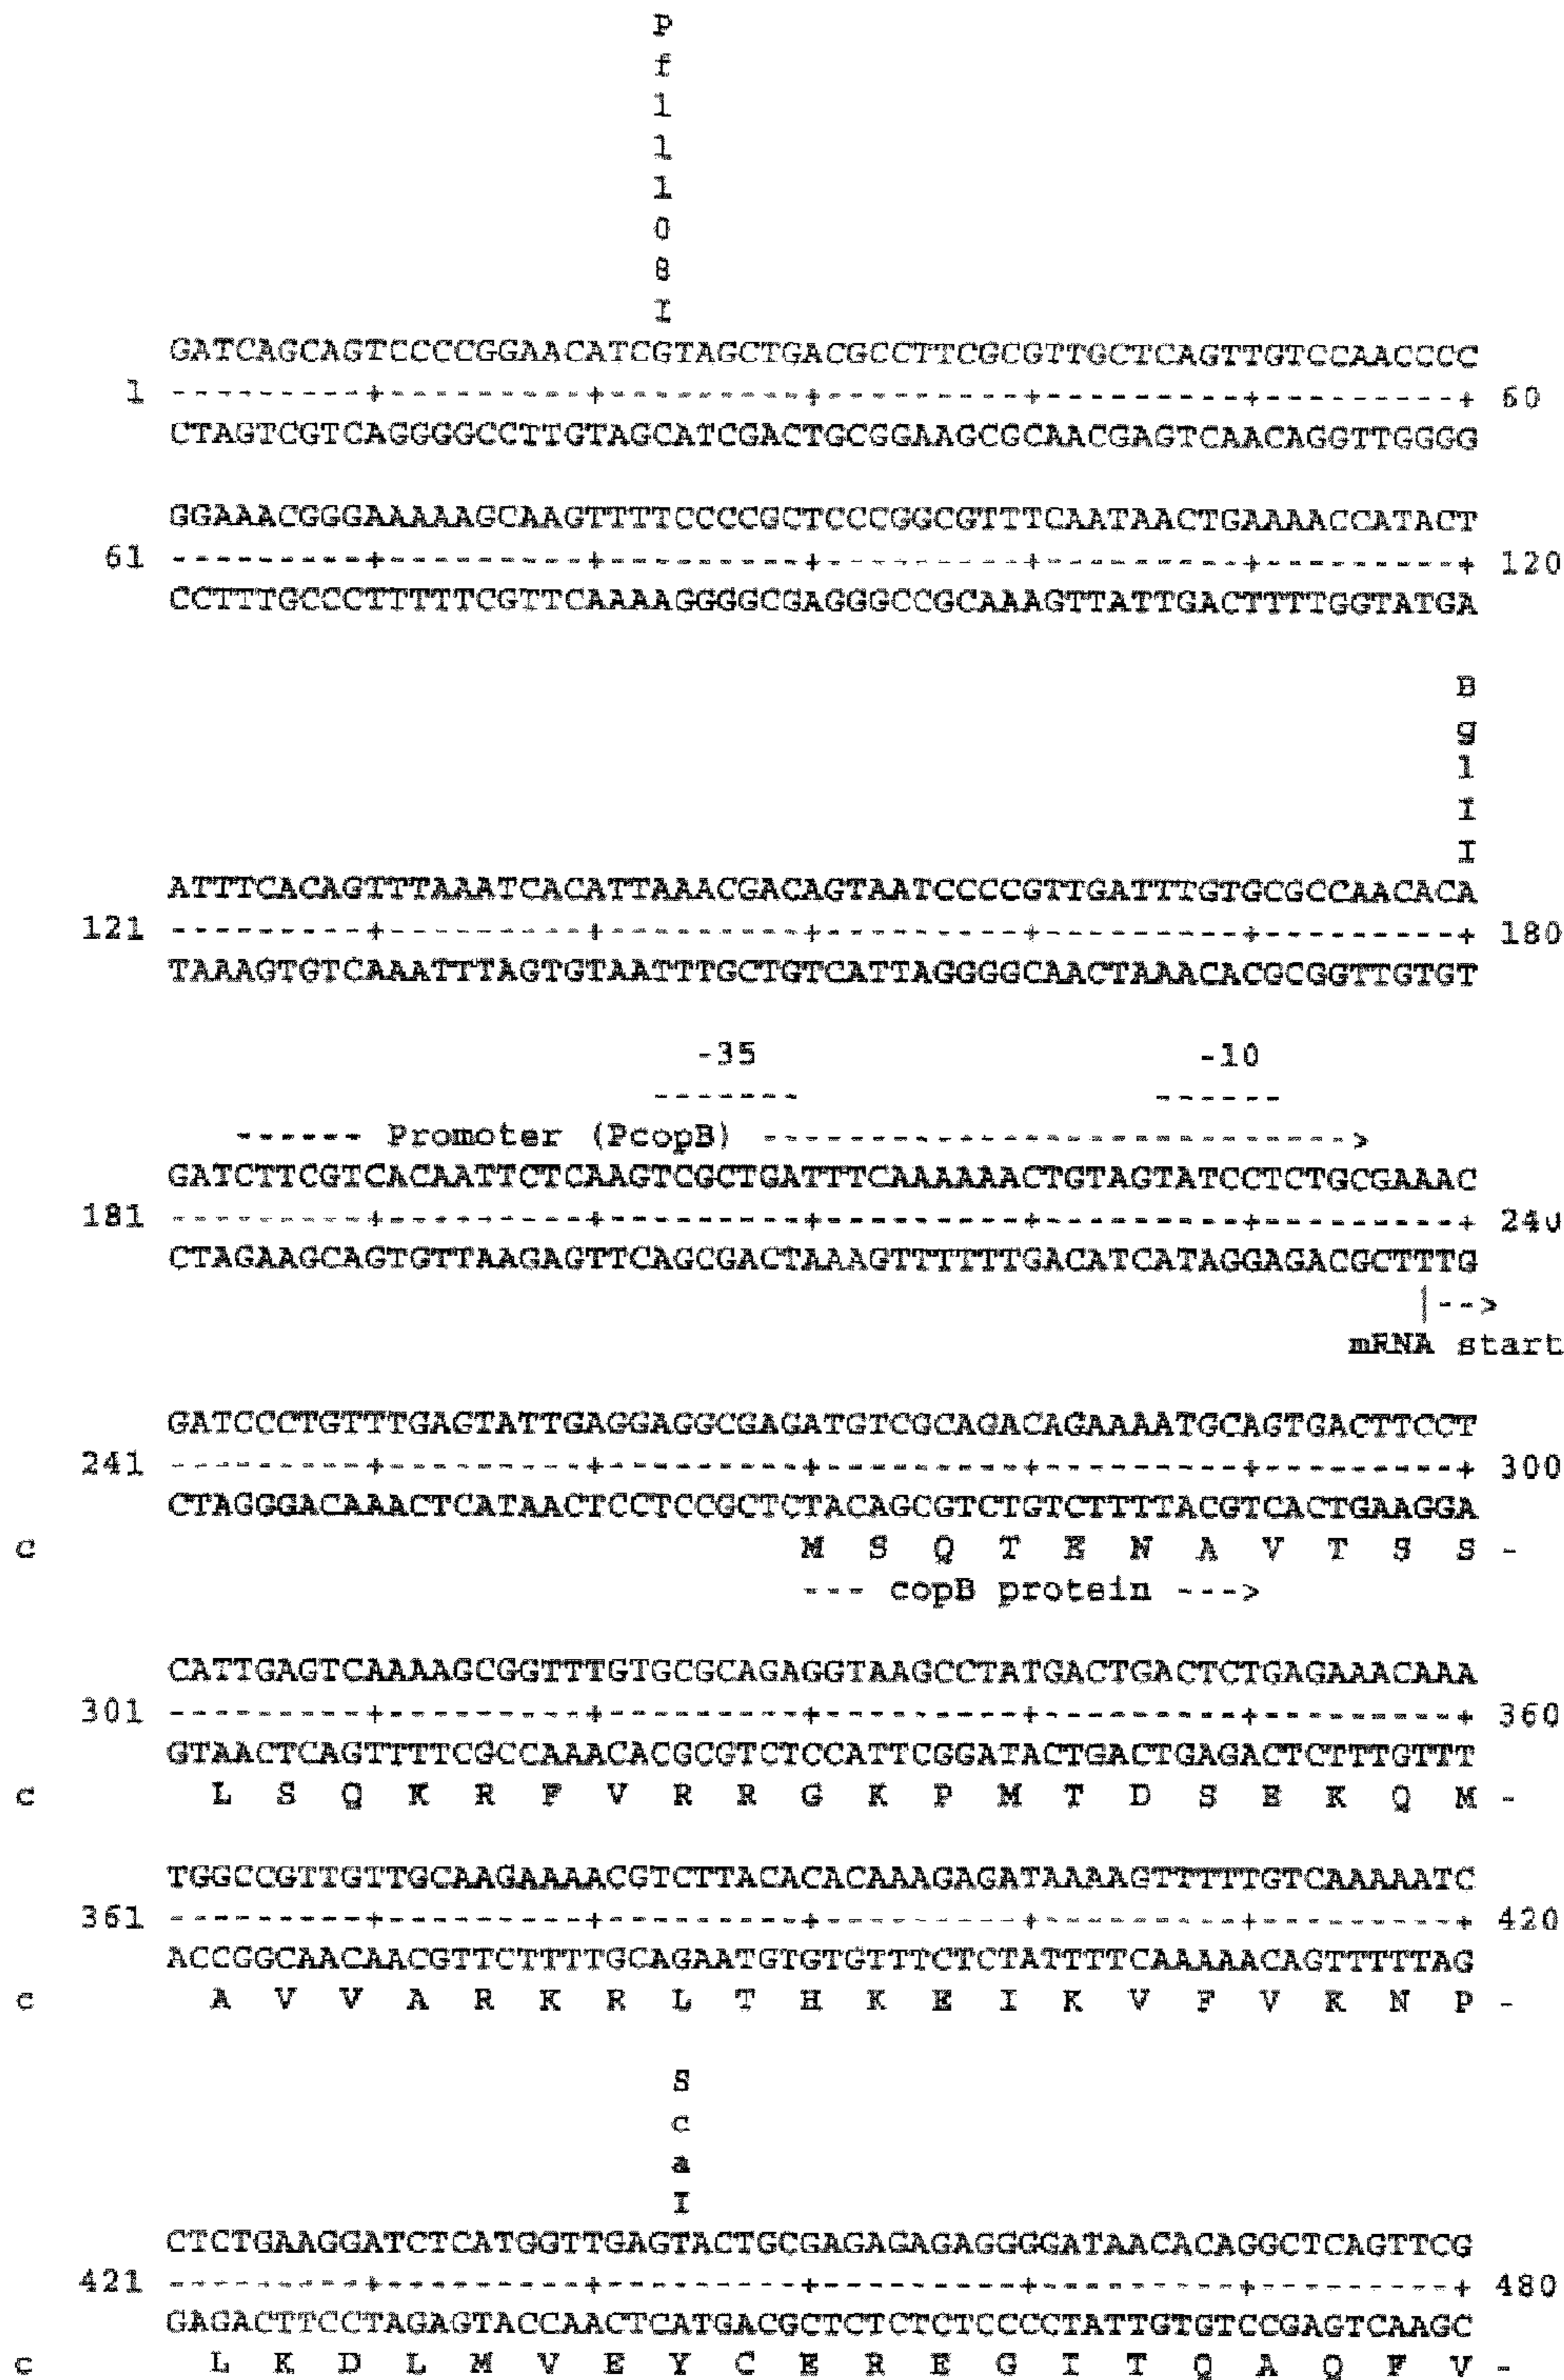 P
f
l
1
1
0
8
I
GATCAGCAGTCCCCGGAACATCGTAGCTGACGCCTTCGCGTTGCTCAGTTGTCCAACCCC
1 ---------+---------+---------+---------+---------+---------+ 60
CTAGTCGTCAGGGGCCTTGTAGCATCGACTGCGGAAGCGCAACGAGTCAACAGGTTGGGG
GGAAACGGGAAAAAGCAAGTTTTCCCCGCTCCCGGCGTTTCAATAACTGAAAACCATACT
61 ---------+---------+---------+---------+---------+---------+ 120
CCTTTGCCCTTTTTCGTTCAAAAGGGGCGAGGGCCGCAAAGTTATTGACTTTTGGTATGA
B
g
l
I
I
ATTTCACAGTTTAAATCACATTAAACGACAGTAATCCCCGTTGATTTGTGCGCCAACACA
121 ---------+---------+---------+---------+---------+---------+ 180
TAAAGTGTCAAATTTAGTGTAATTTGCTGTCATTAGGGGCAACTAAACACGCGGTTGTGT
-35 -10
------- ------
------ Promoter (PcopB) --------------------------->
GATCTTCGTCACAATTCTCAAGTCGCTGATTTCAAAAAACTGTAGTATCCTCTGCGAAAC
181 ---------+---------+---------+---------+---------+---------+ 240
CTAGAAGCAGTGTTAAGAGTTCAGCGACTAAAGTTTTTTGACATCATAGGAGACGCTTTG
|-->
mRNA start
GATCCCTGTTTGAGTATTGAGGAGGCGAGATGTCGCAGACAGAAAATGCAGTGACTTCCT
241 ---------+---------+---------+---------+---------+---------+ 300
CTAGGGACAAACTCATAACTCCTCCGCTCTACAGCGTCTGTCTTTTACGTCACTGAAGGA
c M S Q T E N A V T S S -
--- copB protein --->
CATTGAGTCAAAAGCGGTTTGTGCGCAGAGGTAAGCCTATGACTGACTCTGAGAAACAAA
301 ---------+---------+---------+---------+---------+---------+ 360
GTAACTCAGTTTTCGCCAAACACGCGTCTCCATTCGGATACTGACTGAGACTCTTTGTTT
c L S Q K R F V R R G K P M T D S E K Q M -
TGGCCGTTGTTGCAAGAAAACGTCTTACACACAAAGAGATAAAAGTTTTTGTCAAAAATC
361 ---------+---------+---------+---------+---------+---------+ 420
ACCGGCAACAACGTTCTTTTGCAGAATGTGTGTTTCTCTATTTTCAAAAACAGTTTTTAG
c A V V A R K R L T H K E I K V F V K N P -
S
c
a
I
CTCTGAAGGATCTCATGGTTGAGTACTGCGAGAGAGAGGGGATAACACAGGCTCAGTTCG
421 ---------+---------+---------+---------+---------+---------+ 480
GAGACTTCCTAGAGTACCAACTCATGACGCTCTCTCTCCCCTATTGTGTCCGAGTCAAGC
c L K D L M V E Y C E R E G I T Q A Q F V -